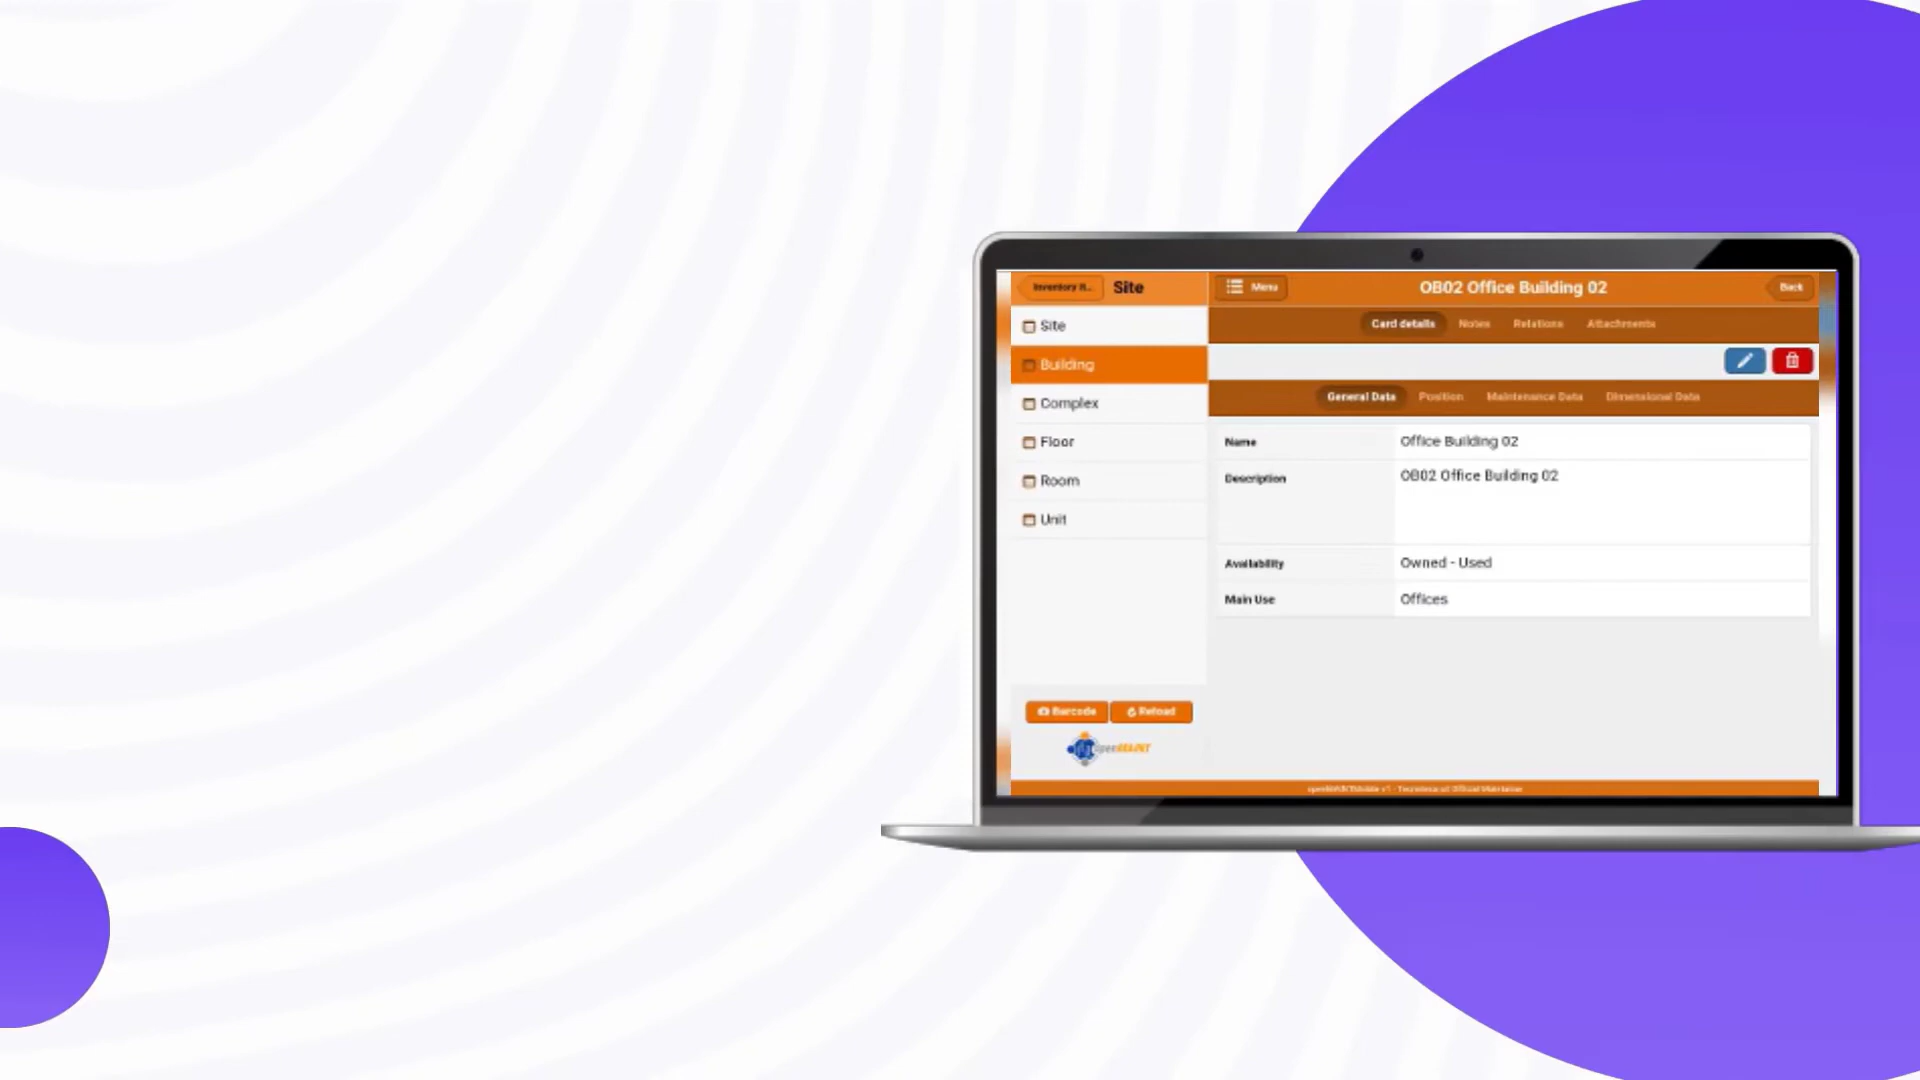 Inventory R... Site
Menu OB02 Office Building 02 Back
Card details Notes Relations Attachments
General Data Position Maintenance Data Dimensional Data
Site
Building
Complex
Floor
Room
Unit
Name Office Building 02
Description OB02 Office Building 02
Availability Owned - Used
Main Use Offices
Barcode Reload
openMAINT